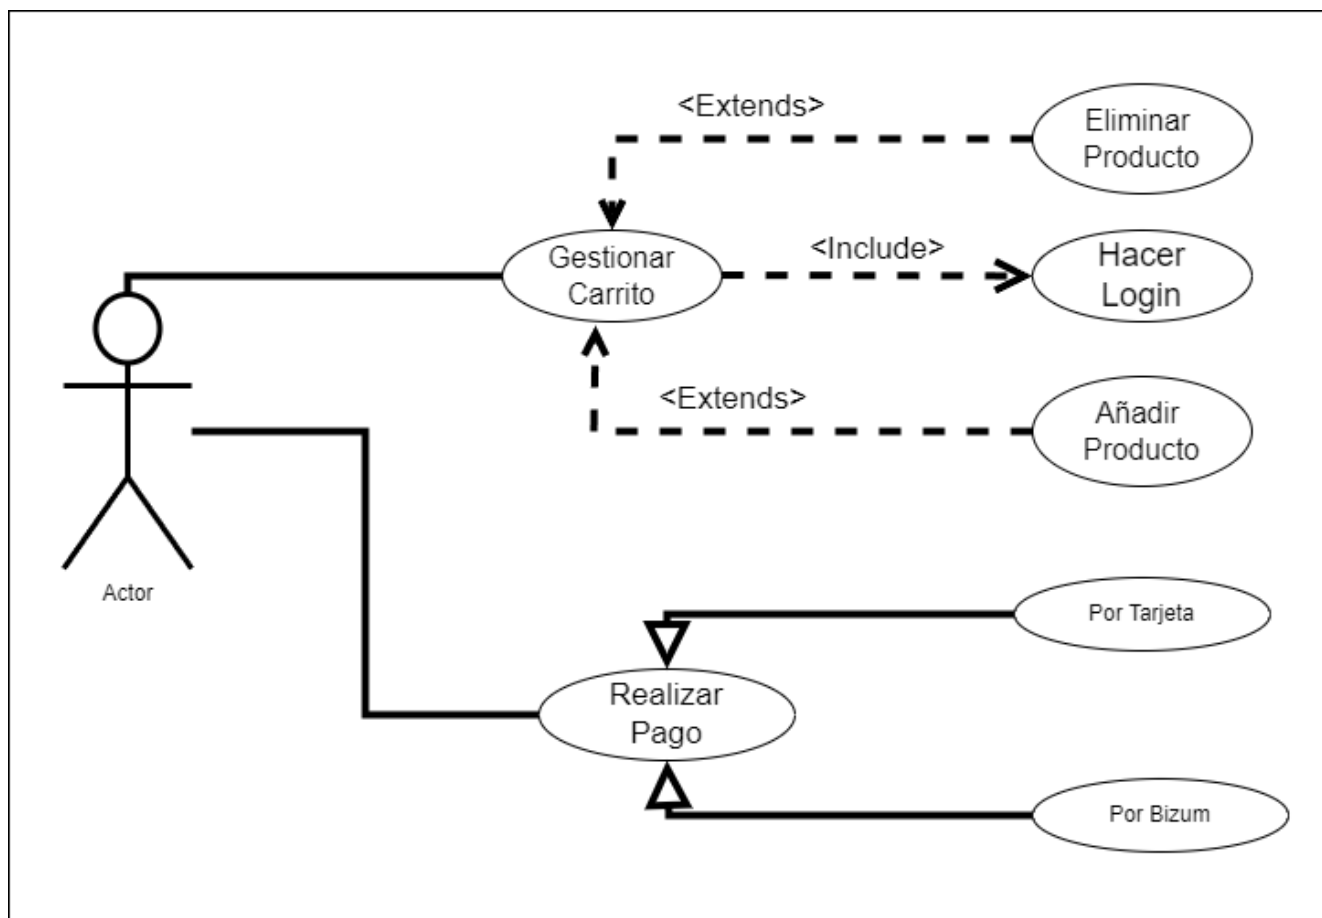 <Extends>
Eliminar
Producto
Gestionar
Carrito
<Include>
Hacer
Login
<Extends>
Añadir
Producto
Actor
Por Tarjeta
Realizar
Pago
Por Bizum